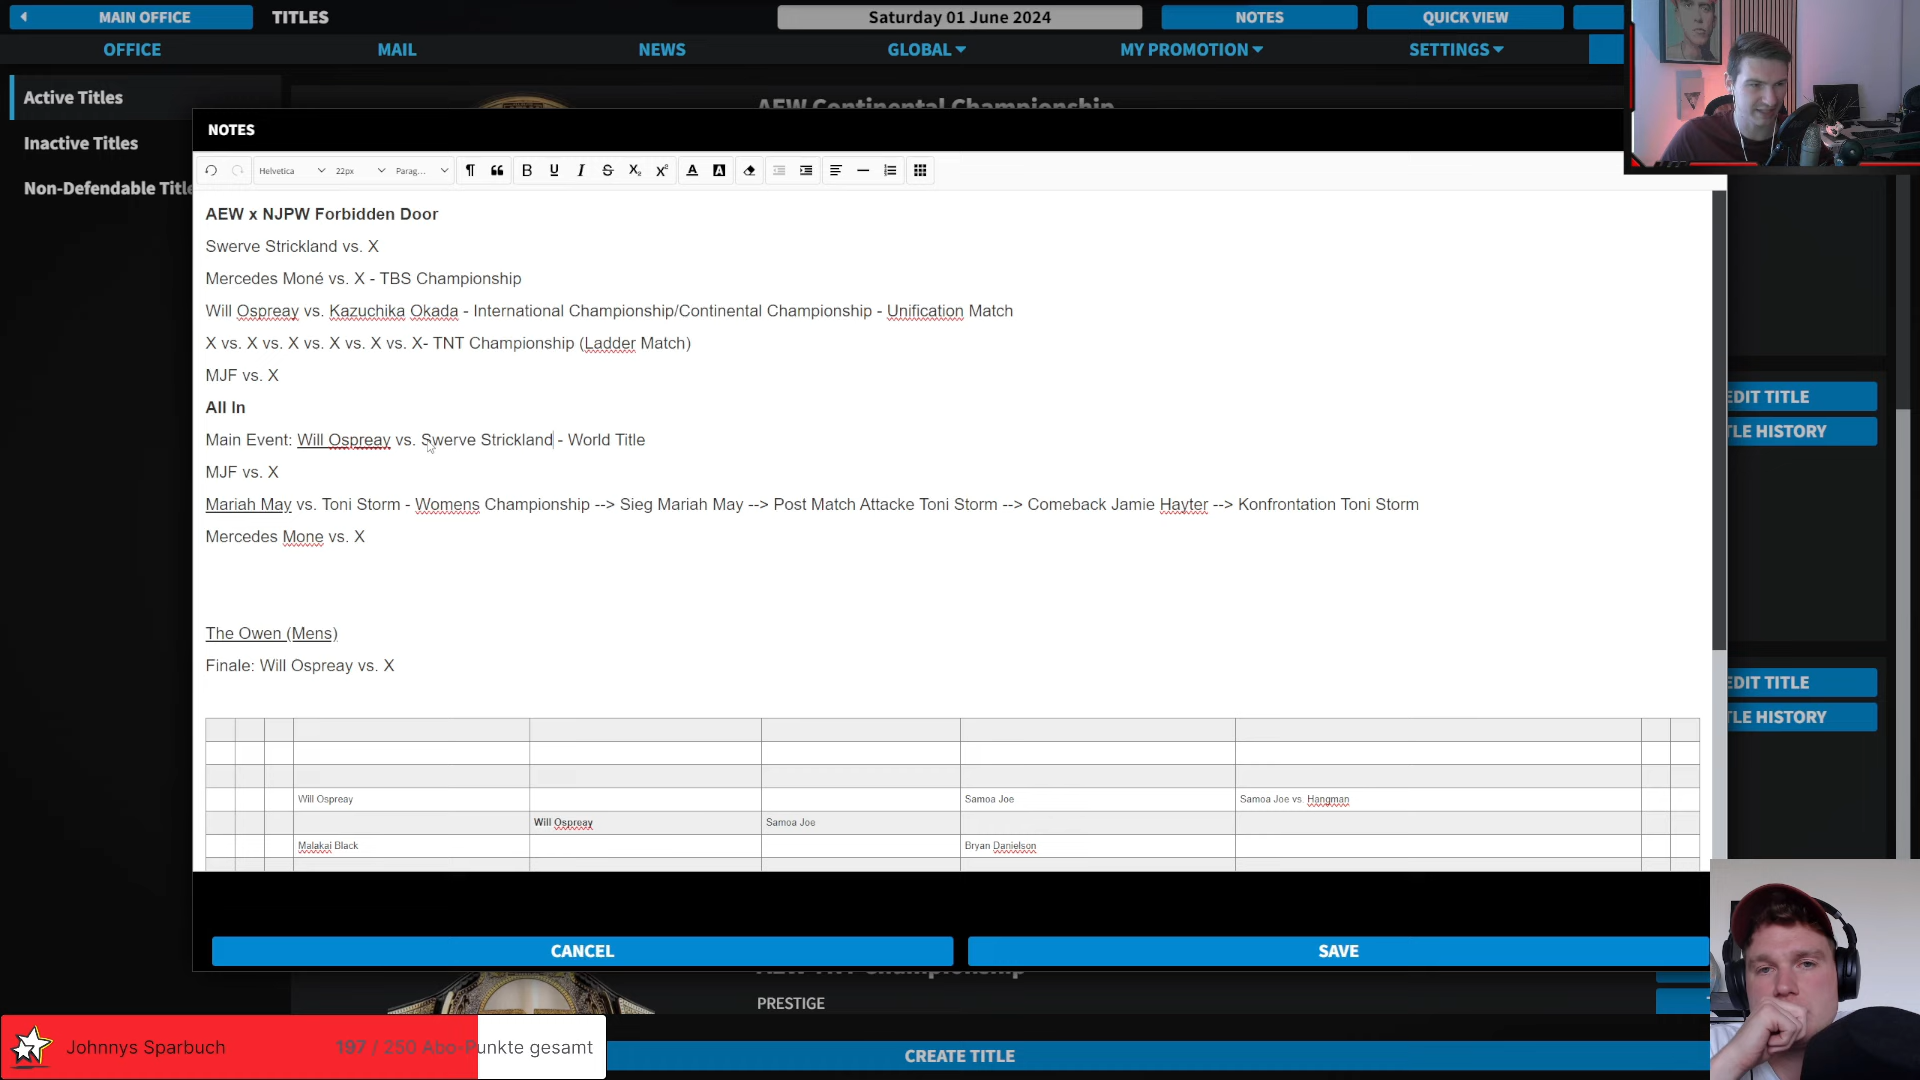 MAIN OFFICE
TITLES
Saturday 01 June 2024
NOTES
QUICK VIEW
OFFICE
MAIL
NEWS
GLOBAL
MY PROMOTION
SETTINGS
Active Titles
Inactive Titles
Non-Defendable Title
AEW Continental Championship
NOTES
Helvetica
22px
Parag...
AEW x NJPW Forbidden Door
Swerve Strickland vs. X
Mercedes Moné vs. X - TBS Championship
Will Ospreay vs. Kazuchika Okada - International Championship/Continental Championship - Unification Match
X vs. X vs. X vs. X vs. X vs. X- TNT Championship (Ladder Match)
MJF vs. X
All In
Main Event: Will Ospreay vs. Swerve Strickland - World Title
MJF vs. X
Mariah May vs. Toni Storm - Womens Championship --> Sieg Mariah May --> Post Match Attacke Toni Storm --> Comeback Jamie Hayter --> Konfrontation Toni Storm
Mercedes Mone vs. X
The Owen (Mens)
Finale: Will Ospreay vs. X
Will Ospreay
Samoa Joe
Samoa Joe vs. Hangman
Will Ospreay
Samoa Joe
Malakai Black
Bryan Danielson
EDIT TITLE
TLE HISTORY
EDIT TITLE
TLE HISTORY
CANCEL
SAVE
AEW TNT Championship
PRESTIGE
CREATE TITLE
Johnnys Sparbuch
197 / 250 Abo-Punkte gesamt